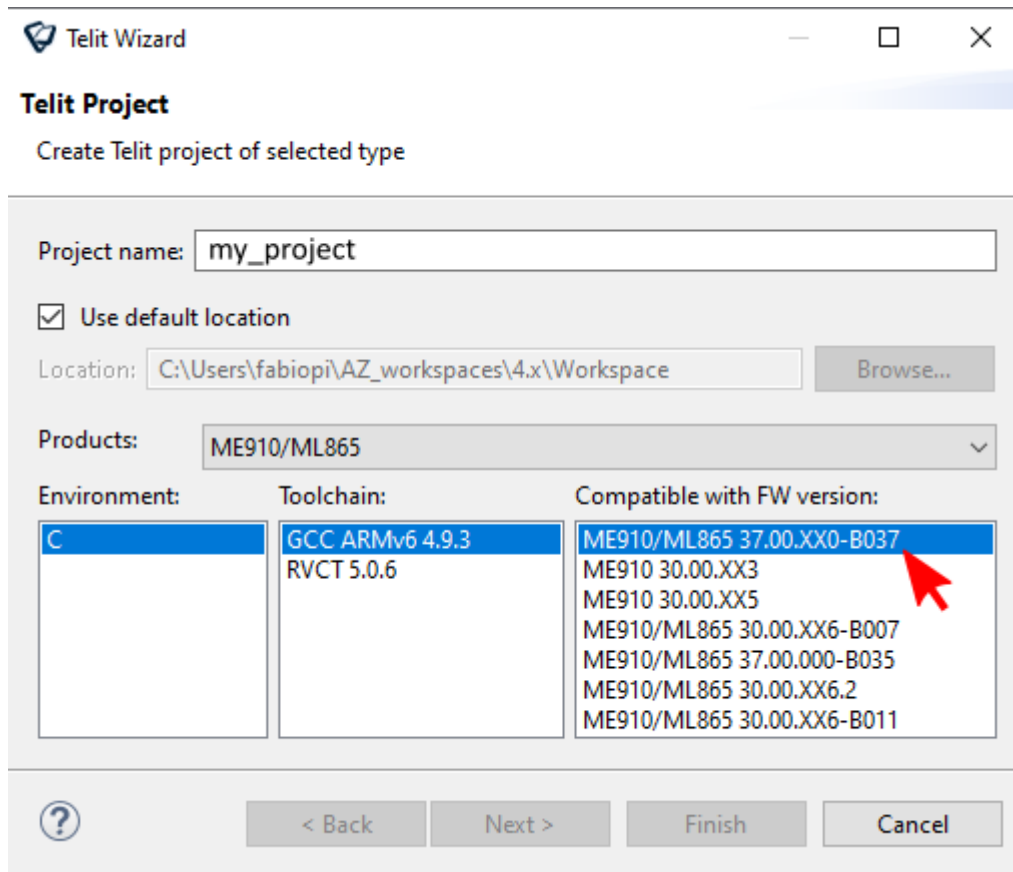 Telit Wizard
Telit Project
Create Telit project of selected type
Project name: my_project
Use default location
Location: C:\Users\fabiopi\AZ_workspaces\4.x\Workspace Browse...
Products: ME910/ML865
Environment: Toolchain: Compatible with FW version:
C GCC ARMv6 4.9.3 ME910/ML865 37.00.XX0-B037
RVCT 5.0.6 ME910 30.00.XX3
ME910 30.00.XX5
ME910/ML865 30.00.XX6-B007
ME910/ML865 37.00.000-B035
ME910/ML865 30.00.XX6.2
ME910/ML865 30.00.XX6-B011
? < Back Next > Finish Cancel